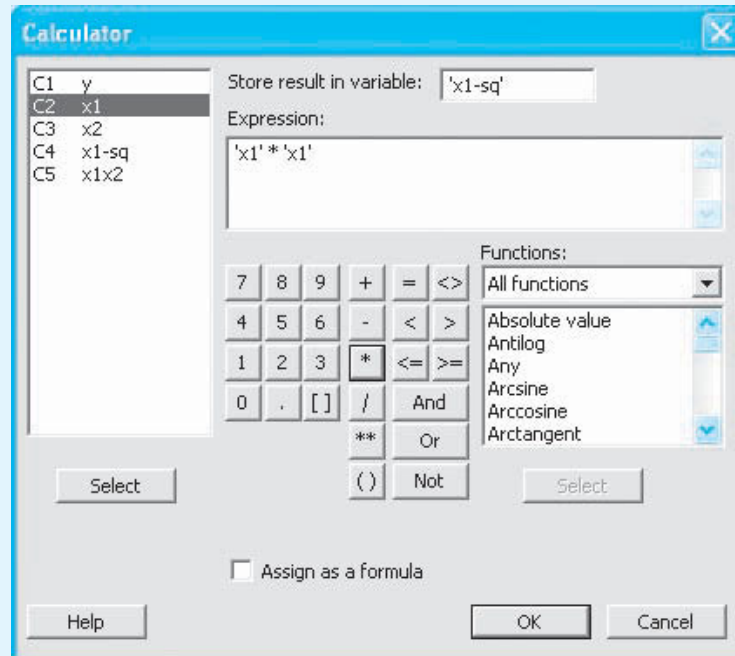 Calculator
C1 y
C2 x1
C3 x2
C4 x1-sq
C5 x1x2
Select
Store result in variable: 'x1-sq'
Expression:
'x1' * 'x1'
7 8 9 + = <>
4 5 6 - < >
1 2 3 * <= >=
0 . [ ] / And
** Or
( ) Not
Functions:
All functions
Absolute value
Antilog
Any
Arcsine
Arccosine
Arctangent
Select
Assign as a formula
Help
OK
Cancel